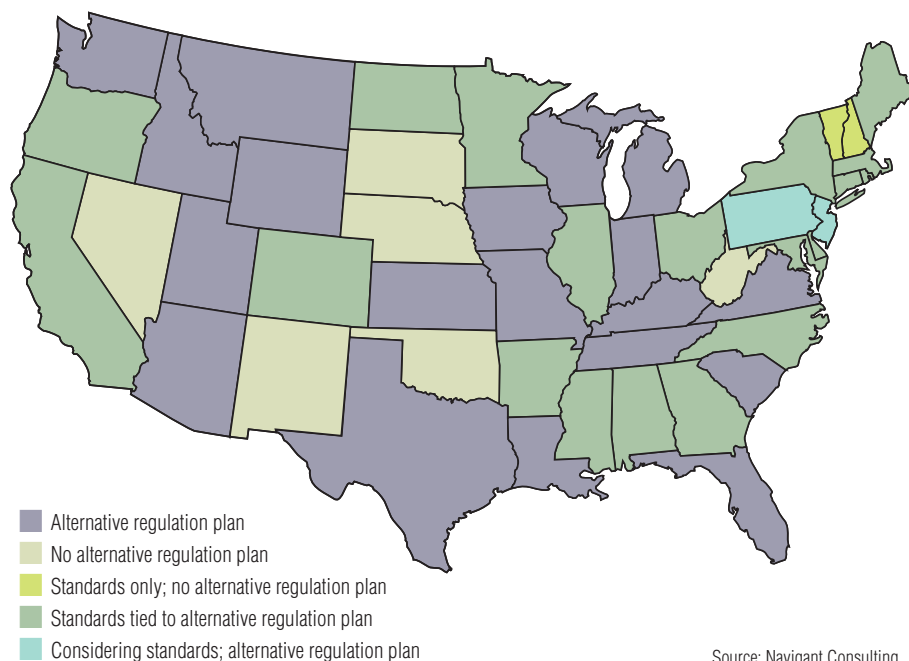 Alternative regulation plan
No alternative regulation plan
Standards only; no alternative regulation plan
Standards tied to alternative regulation plan
Considering standards; alternative regulation plan
Source: Navigant Consulting